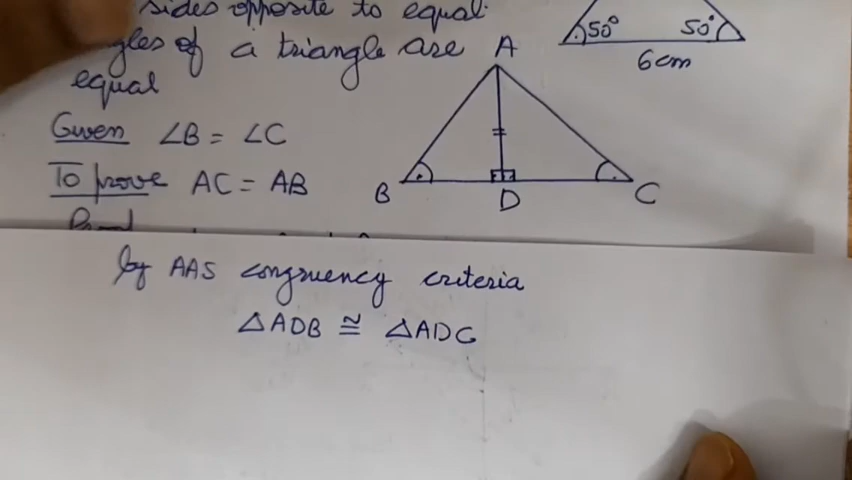 sides opposite to equal
of a triangle are
equal
Given ∠B = ∠C
To prove AC = AB
50° 50°
6cm
A
B D C
by AAS congruency criteria
△ADB ≅ △ADC